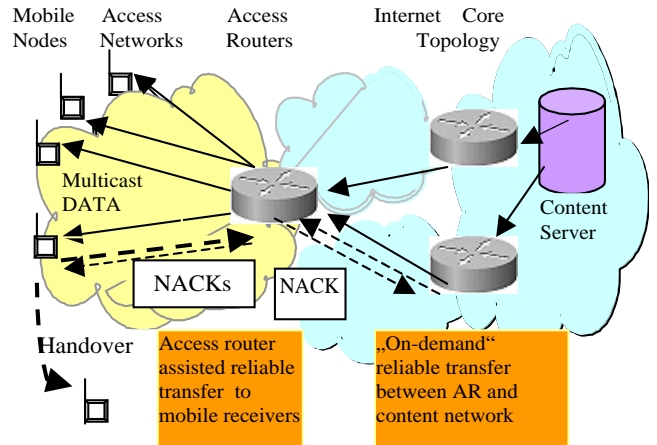 Mobile Access Access Internet Core
Nodes Networks Routers Topology
Multicast
DATA
Content
Server
NACKs
NACK
Handover
Access router
assisted reliable
transfer to
mobile receivers
„On-demand“
reliable transfer
between AR and
content network